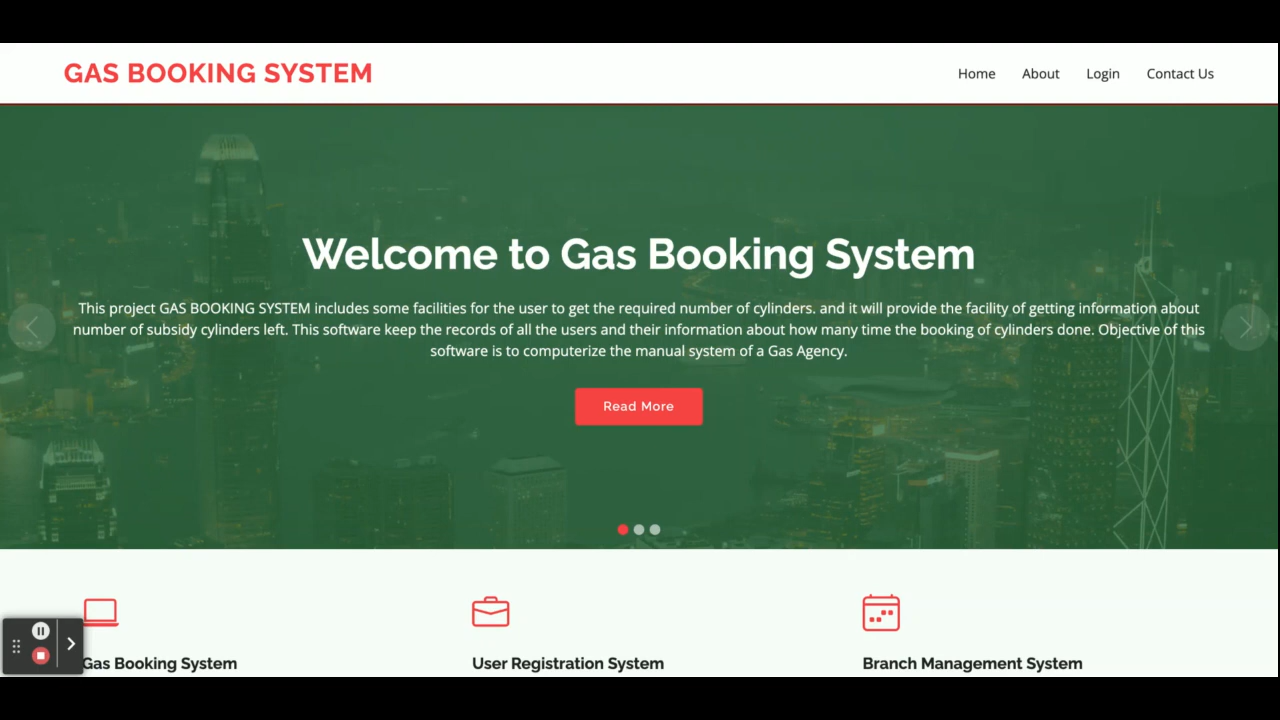 GAS BOOKING SYSTEM
Home About Login Contact Us
Welcome to Gas Booking System
This project GAS BOOKING SYSTEM includes some facilities for the user to get the required number of cylinders. and it will provide the facility of getting information about
number of subsidy cylinders left. This software keep the records of all the users and their information about how many time the booking of cylinders done. Objective of this
software is to computerize the manual system of a Gas Agency.
Read More
Gas Booking System
User Registration System
Branch Management System